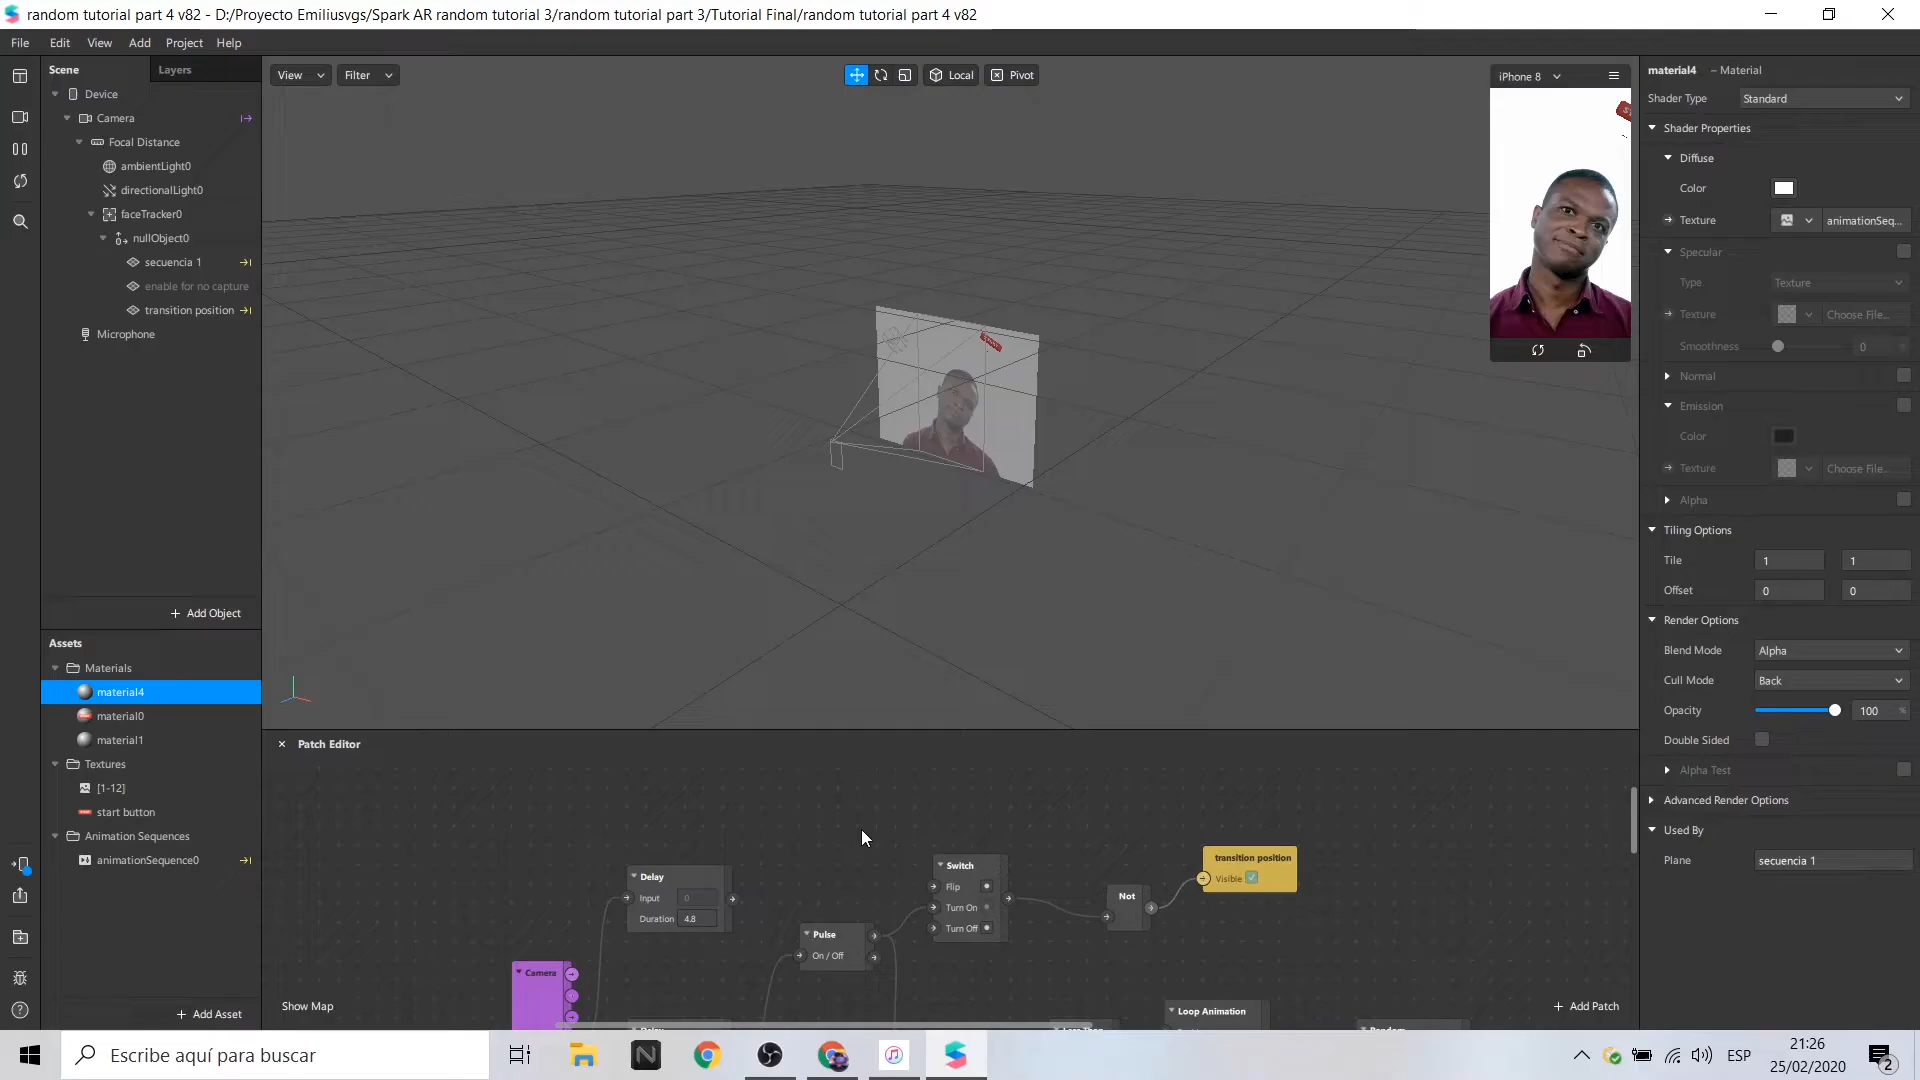 random tutorial part 4 v82 - D:/Proyecto Emiliusvgs/Spark AR random tutorial 3/random tutorial part 3/Tutorial Final/random tutorial part 4 v82
File Edit View Add Project Help
Scene Layers
Device
Camera
Focal Distance
ambientLight0
directionalLight0
faceTracker0
nullObject0
secuencia 1
enable for no capture
transition position
Microphone
+ Add Object
Assets
Materials
material4
material0
material1
Textures
[1-12]
start button
Animation Sequences
animationSequence0
+ Add Asset
View Filter Local Pivot
iPhone 8
START
Patch Editor
Delay
Input 0
Duration 4.8
Pulse
On / Off
Switch
Flip
Turn On
Turn Off
Not
transition position
Visible
Camera
Delay
Less Than
Loop Animation
Random
Show Map
+ Add Patch
material4 – Material
Shader Type Standard
Shader Properties
Diffuse
Color
Texture animationSeq...
Specular
Type Texture
Texture Choose File...
Smoothness 0 %
Normal
Emission
Color
Texture Choose File...
Alpha
Tiling Options
Tile 1 1
Offset 0 0
Render Options
Blend Mode Alpha
Cull Mode Back
Opacity 100 %
Double Sided
Alpha Test
Advanced Render Options
Used By
Plane secuencia 1
Escribe aquí para buscar
ESP
21:26
25/02/2020
2